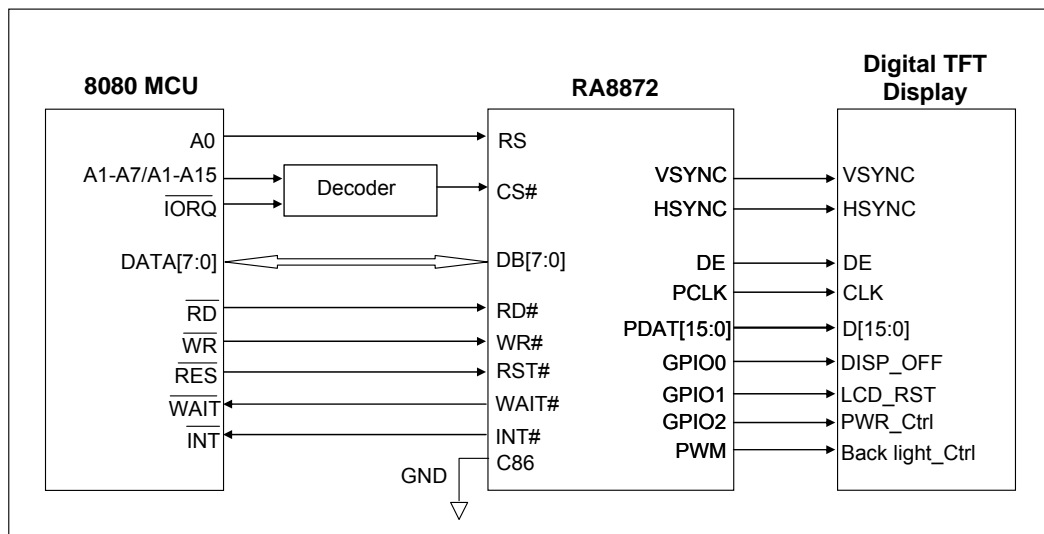 8080 MCU
RA8872
Digital TFT
Display
A0
RS
A1-A7/A1-A15
Decoder
CS#
IORQ
DATA[7:0]
DB[7:0]
RD
RD#
WR
WR#
RES
RST#
WAIT
WAIT#
INT
INT#
C86
GND
VSYNC
VSYNC
HSYNC
HSYNC
DE
DE
PCLK
CLK
PDAT[15:0]
D[15:0]
GPIO0
DISP_OFF
GPIO1
LCD_RST
GPIO2
PWR_Ctrl
PWM
Back light_Ctrl